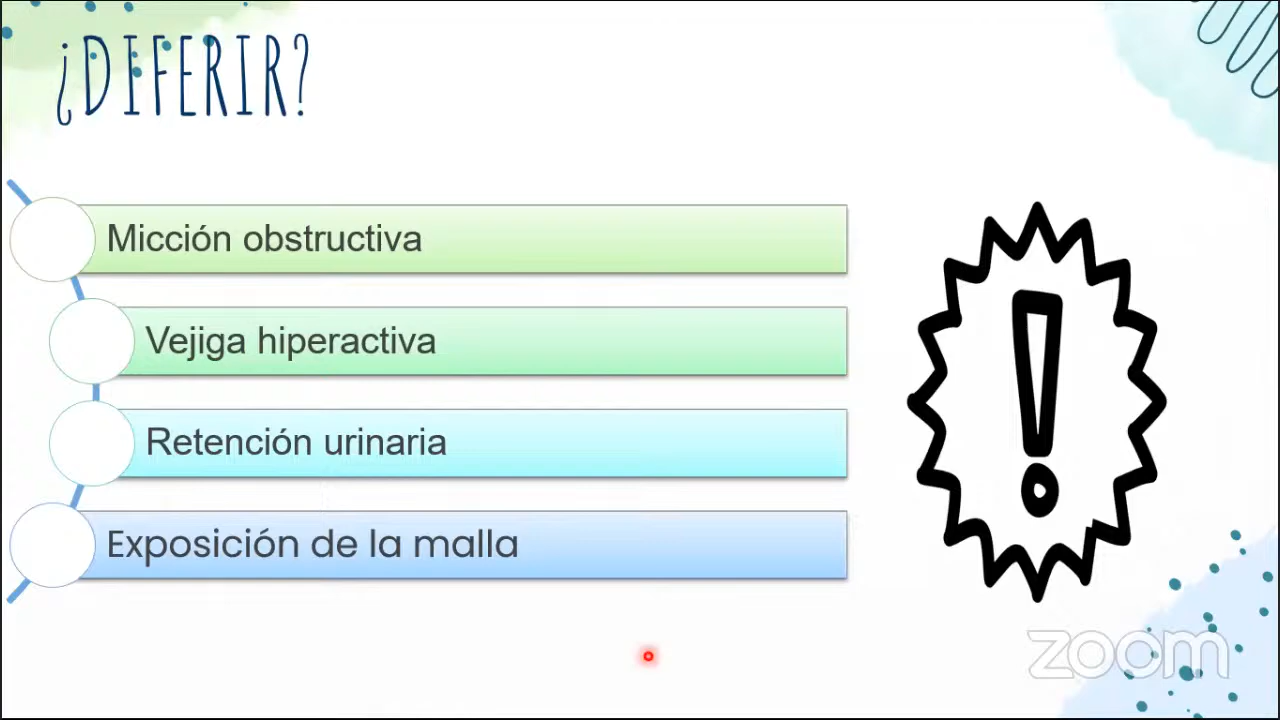 ¿DIFERIR?
Micción obstructiva
Vejiga hiperactiva
Retención urinaria
Exposición de la malla
zoom